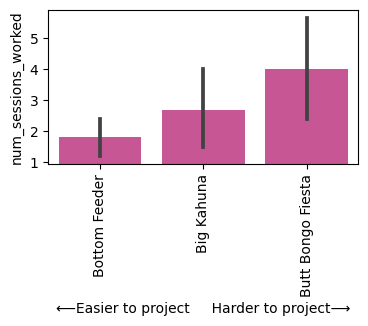 num_sessions_worked
5
4
3
2
1
Bottom Feeder
Big Kahuna
Butt Bongo Fiesta
⟵Easier to project Harder to project⟶